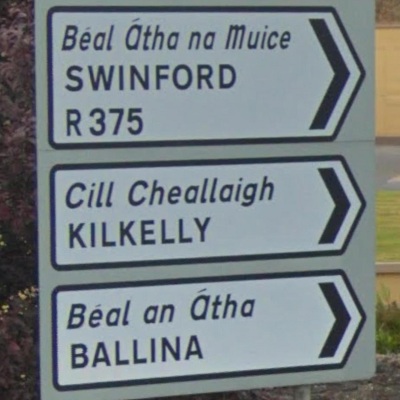 Béal Átha na Muice
SWINFORD
R375
Cill Cheallaigh
KILKELLY
Béal an Átha
BALLINA